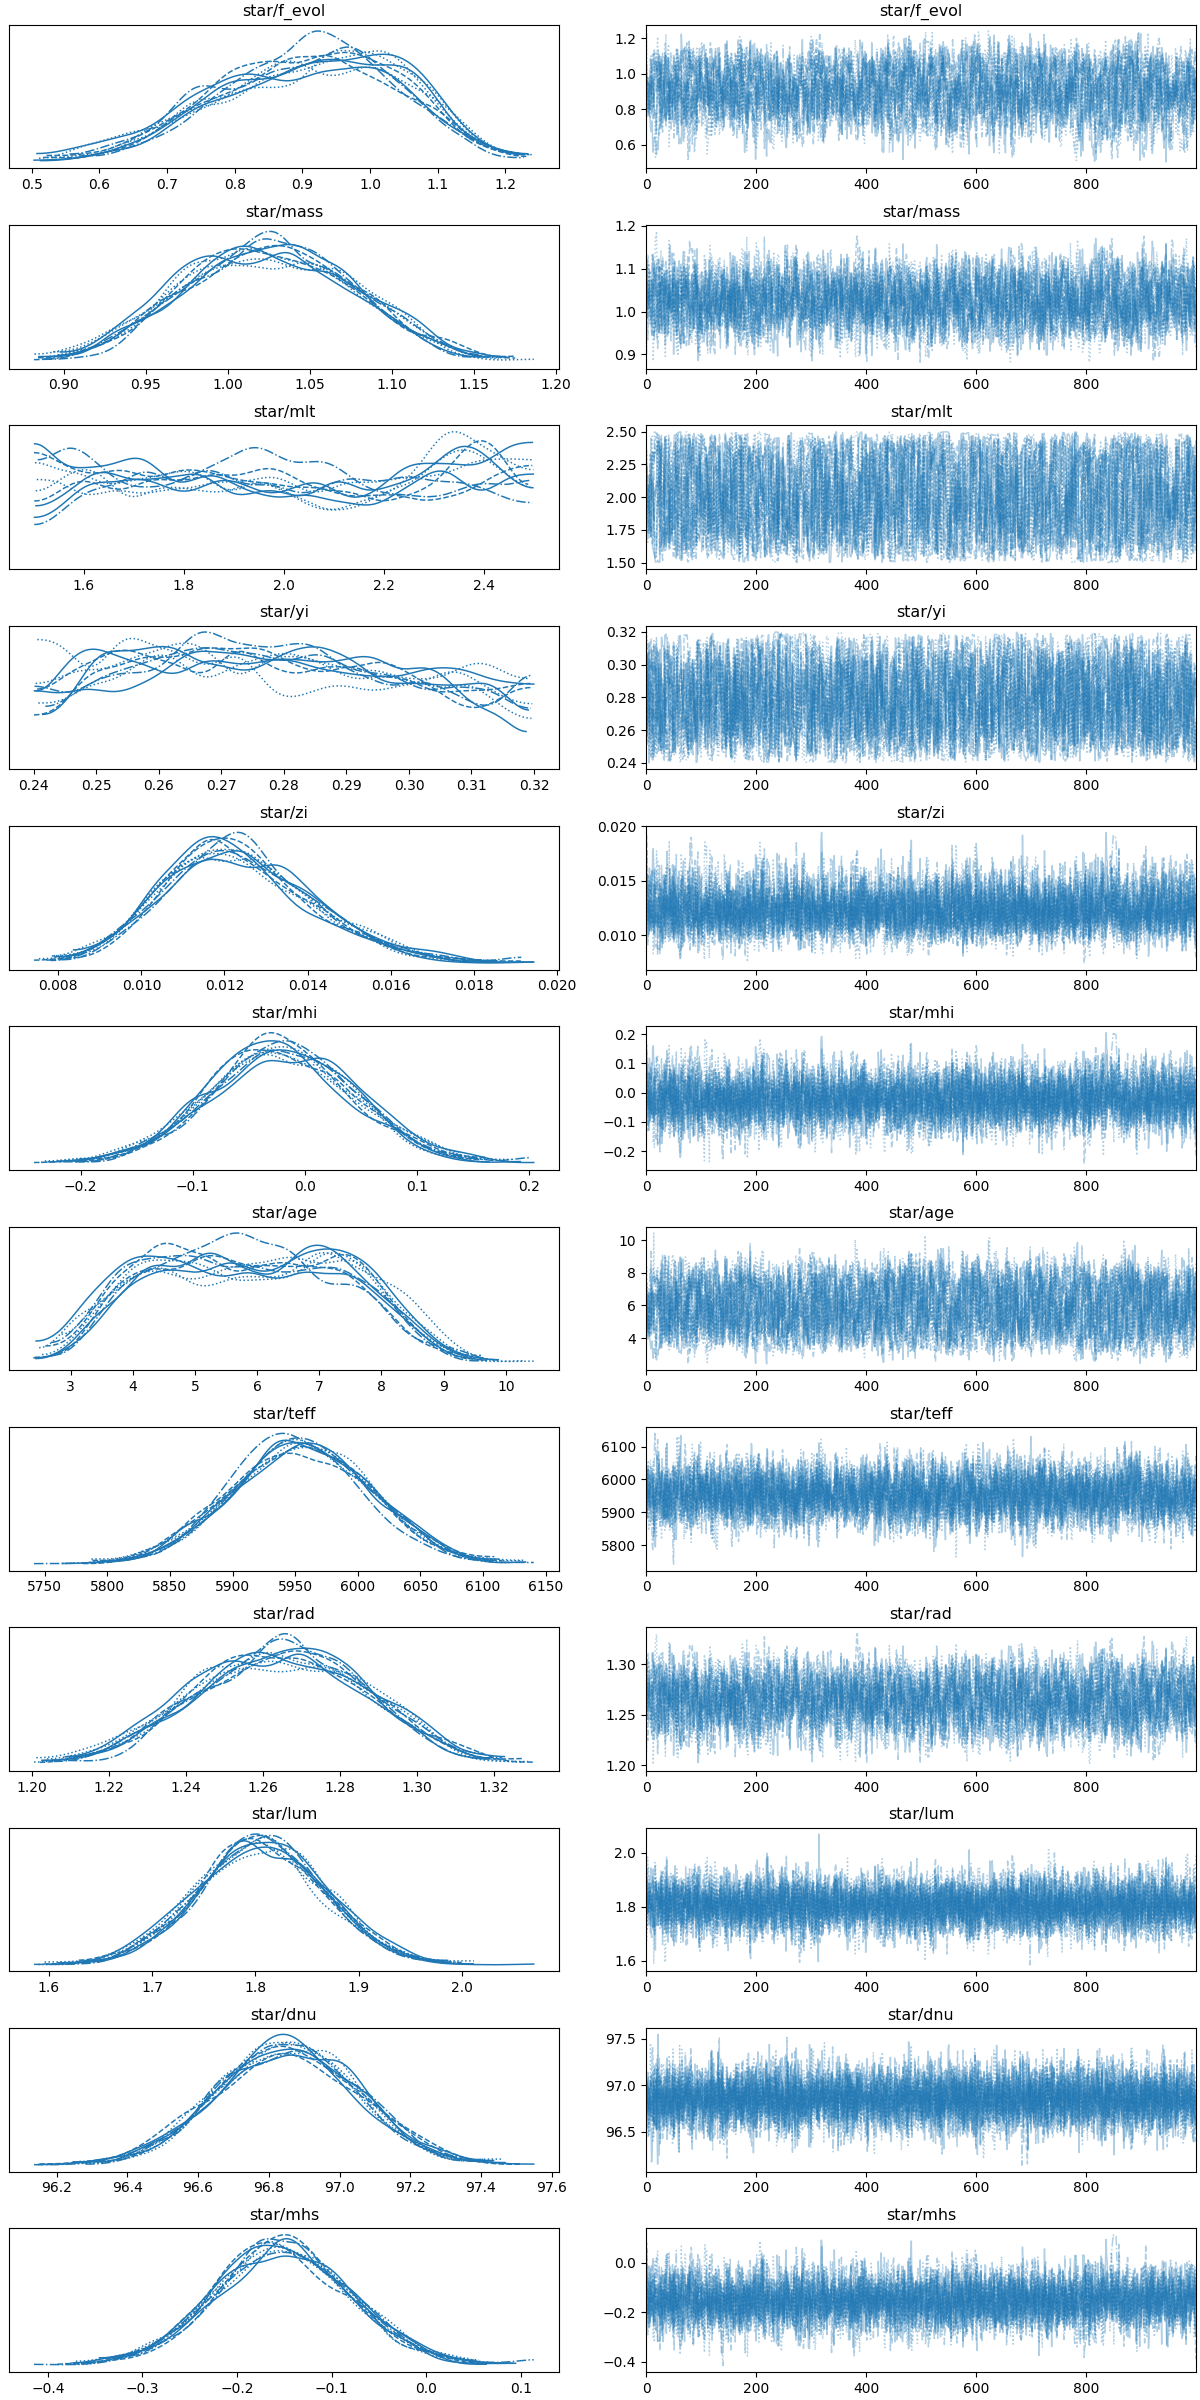 star/f_evol star/f_evol
1.2
1.0
0.8
0.6
0.5 0.6 0.7 0.8 0.9 1.0 1.1 1.2 0 200 400 600 800
star/mass star/mass
1.2
1.1
1.0
0.9
0.90 0.95 1.00 1.05 1.10 1.15 1.20 0 200 400 600 800
star/mlt star/mlt
2.50
2.25
2.00
1.75
1.50
1.6 1.8 2.0 2.2 2.4 0 200 400 600 800
star/yi star/yi
0.32
0.30
0.28
0.26
0.24
0.24 0.25 0.26 0.27 0.28 0.29 0.30 0.31 0.32 0 200 400 600 800
star/zi star/zi
0.020
0.015
0.010
0.008 0.010 0.012 0.014 0.016 0.018 0.020 0 200 400 600 800
star/mhi star/mhi
0.2
0.1
0.0
−0.1
−0.2
−0.2 −0.1 0.0 0.1 0.2 0 200 400 600 800
star/age star/age
10
8
6
4
3 4 5 6 7 8 9 10 0 200 400 600 800
star/teff star/teff
6100
6000
5900
5800
5750 5800 5850 5900 5950 6000 6050 6100 6150 0 200 400 600 800
star/rad star/rad
1.30
1.25
1.20
1.20 1.22 1.24 1.26 1.28 1.30 1.32 0 200 400 600 800
star/lum star/lum
2.0
1.8
1.6
1.6 1.7 1.8 1.9 2.0 0 200 400 600 800
star/dnu star/dnu
97.5
97.0
96.5
96.2 96.4 96.6 96.8 97.0 97.2 97.4 97.6 0 200 400 600 800
star/mhs star/mhs
0.0
−0.2
−0.4
−0.4 −0.3 −0.2 −0.1 0.0 0.1 0 200 400 600 800